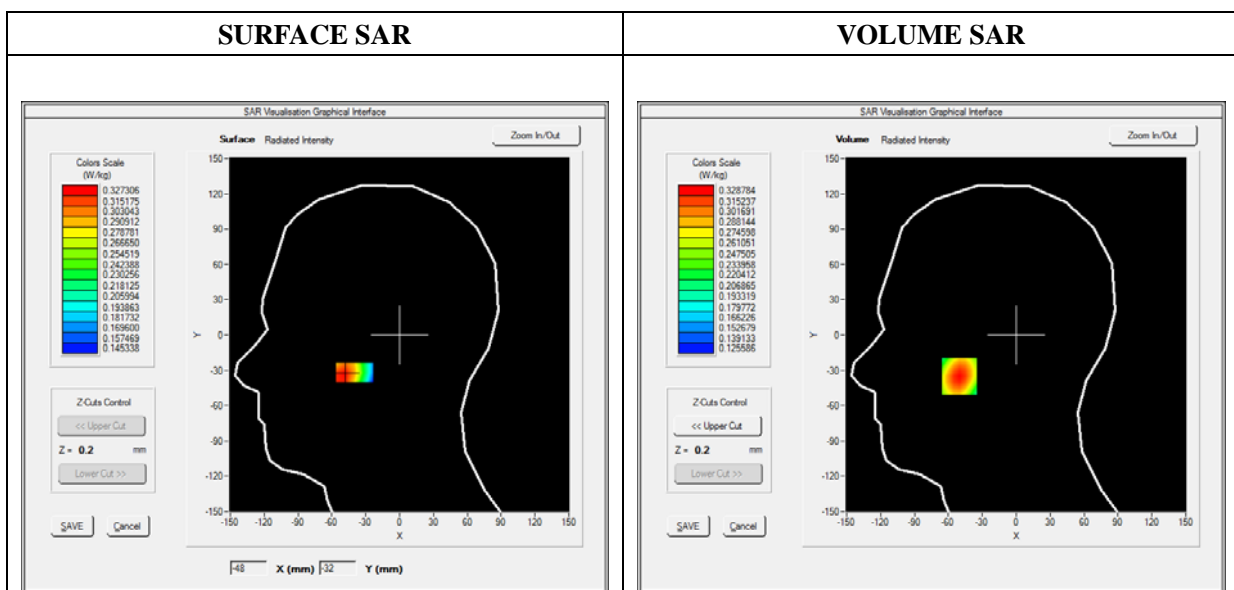 SURFACE SAR
VOLUME SAR
SAR Visualisation Graphical Interface
Surface Radiated Intensity
Zoom In/Out
Colors Scale
(W/kg)
0.327306
0.315175
0.303043
0.290912
0.278781
0.266650
0.254519
0.242388
0.230256
0.218125
0.205994
0.193863
0.181732
0.169600
0.157469
0.145338
Z-Cuts Control
<< Upper Cut
Z = 0.2 mm
Lower Cut >>
SAVE Cancel
150
120
90
60
30
0
-30
-60
-90
-120
-150
Y
-150 -120 -90 -60 -30 0 30 60 90 120 150
X
-48 X (mm) -32 Y (mm)
SAR Visualisation Graphical Interface
Volume Radiated Intensity
Zoom In/Out
Colors Scale
(W/kg)
0.328784
0.315237
0.301691
0.288144
0.274598
0.261051
0.247505
0.233958
0.220412
0.206865
0.193319
0.179772
0.166226
0.152679
0.139133
0.125586
Z-Cuts Control
<< Upper Cut
Z = 0.2 mm
Lower Cut >>
SAVE Cancel
150
120
90
60
30
0
-30
-60
-90
-120
-150
Y
-150 -120 -90 -60 -30 0 30 60 90 120 150
X